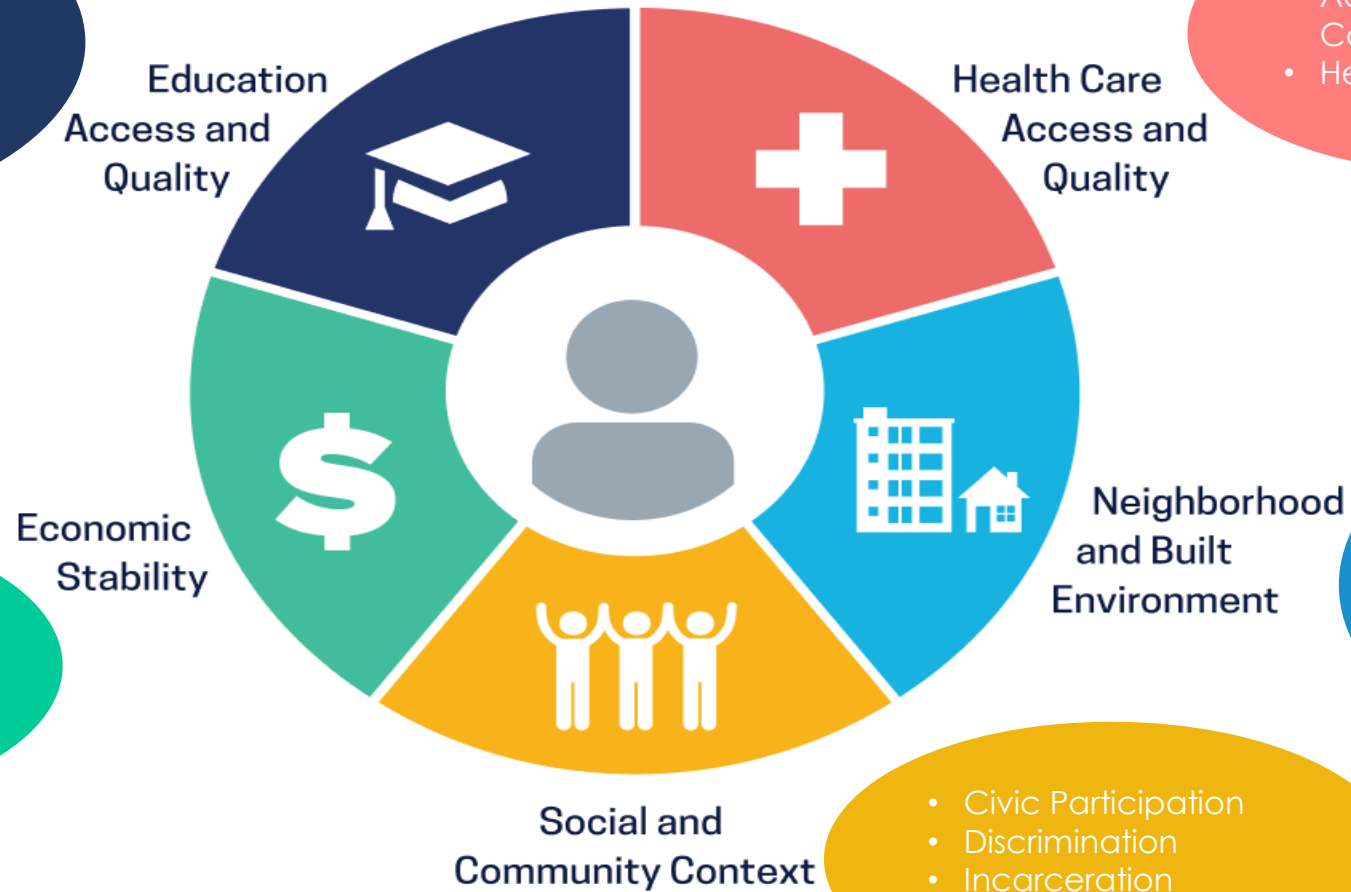 Education
Access and
Quality
Health Care
Access and
Quality
Economic
Stability
Neighborhood
and Built
Environment
Social and
Community Context
• Civic Participation
• Discrimination
• Incarceration